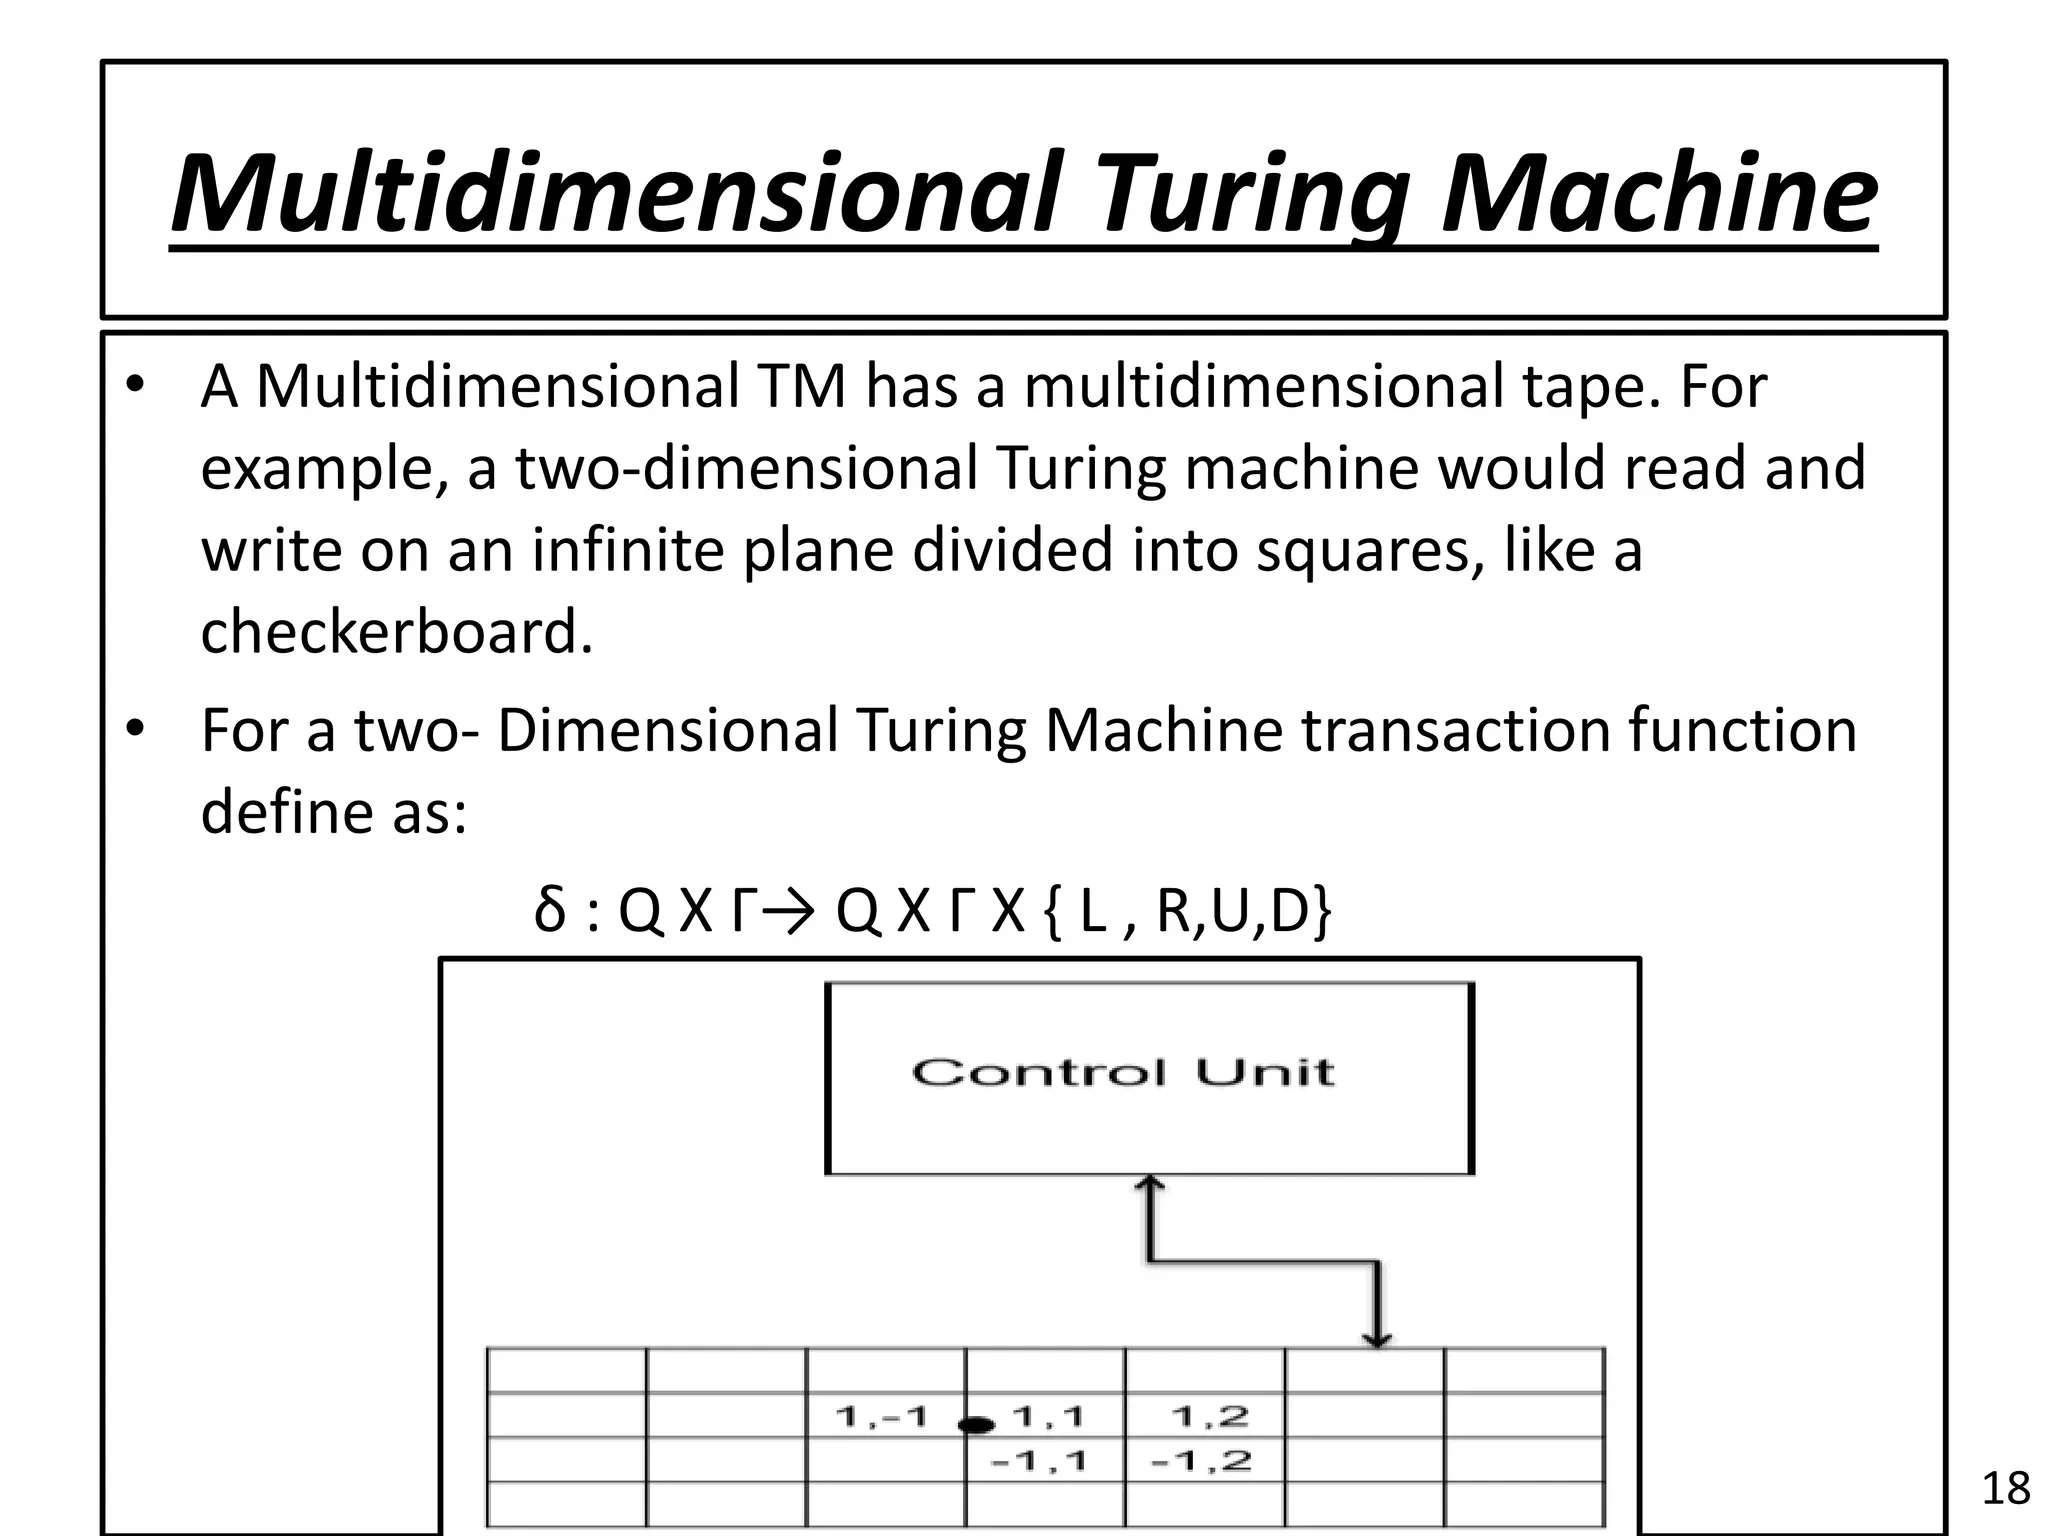 Multidimensional Turing Machine
• A Multidimensional TM has a multidimensional tape. For
example, a two-dimensional Turing machine would read and
write on an infinite plane divided into squares, like a
checkerboard.
• For a two- Dimensional Turing Machine transaction function
define as:
δ : Q X Γ→ Q X Γ X { L , R,U,D}
Control Unit
1,-1 1,1 1,2
-1,1 -1,2
18